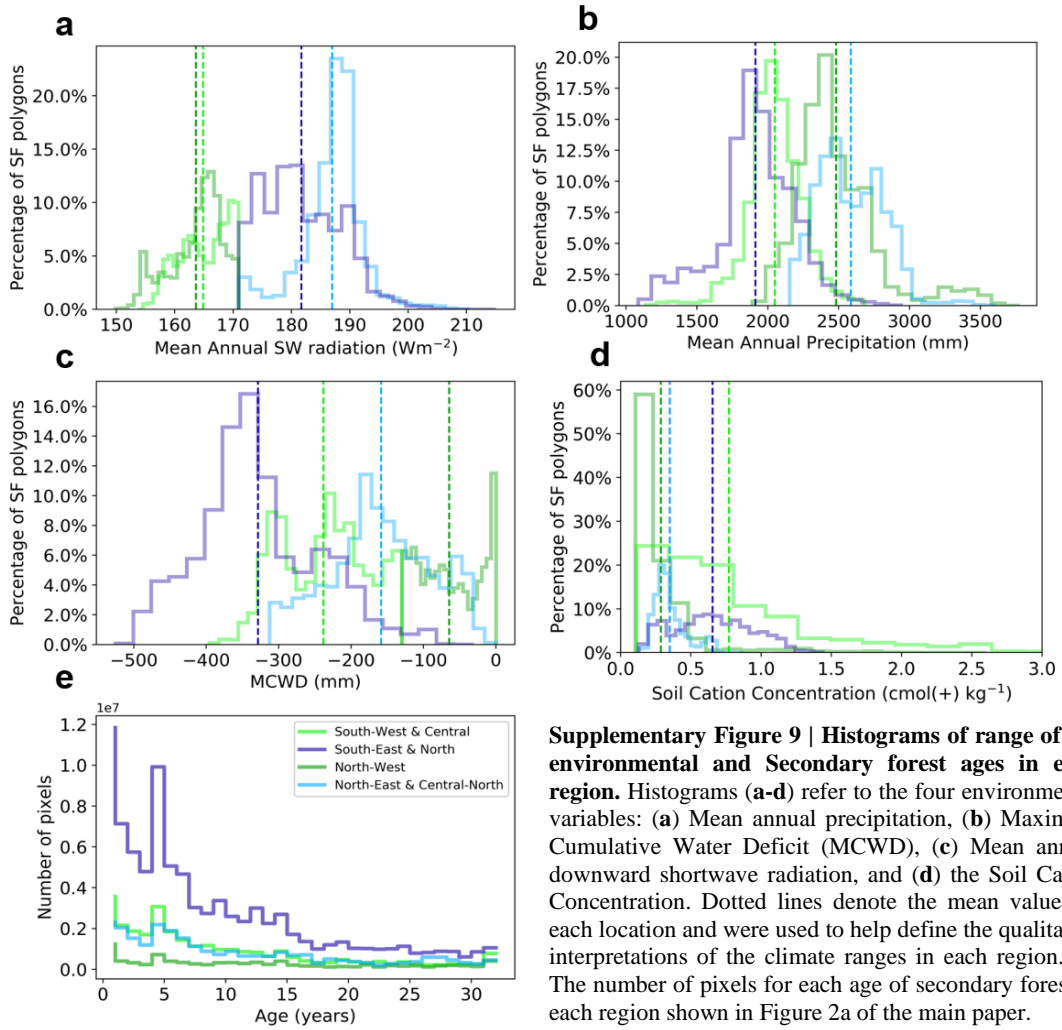 a
Percentage of SF polygons
20.0%
15.0%
10.0%
5.0%
0.0%
150 160 170 180 190 200 210
Mean Annual SW radiation (Wm⁻²)
b
Percentage of SF polygons
20.0%
17.5%
15.0%
12.5%
10.0%
7.5%
5.0%
2.5%
0.0%
1000 1500 2000 2500 3000 3500
Mean Annual Precipitation (mm)
c
Percentage of SF polygons
16.0%
14.0%
12.0%
10.0%
8.0%
6.0%
4.0%
2.0%
0.0%
−500 −400 −300 −200 −100 0
MCWD (mm)
d
Percentage of SF polygons
60%
50%
40%
30%
20%
10%
0%
0.0 0.5 1.0 1.5 2.0 2.5 3.0
Soil Cation Concentration (cmol(+) kg⁻¹
e
1e7
Number of pixels
1.2
1.0
0.8
0.6
0.4
0.2
0.0
0 5 10 15 20 25 30
Age (years)
South-West & Central
South-East & North
North-West
North-East & Central-North
Supplementary Figure 9 | Histograms of range of
environmental and Secondary forest ages in e
region. Histograms (a-d) refer to the four environme
variables: (a) Mean annual precipitation, (b) Maxin
Cumulative Water Deficit (MCWD), (c) Mean ann
downward shortwave radiation, and (d) the Soil Ca
Concentration. Dotted lines denote the mean value
each location and were used to help define the qualita
interpretations of the climate ranges in each region.
The number of pixels for each age of secondary fores
each region shown in Figure 2a of the main paper.